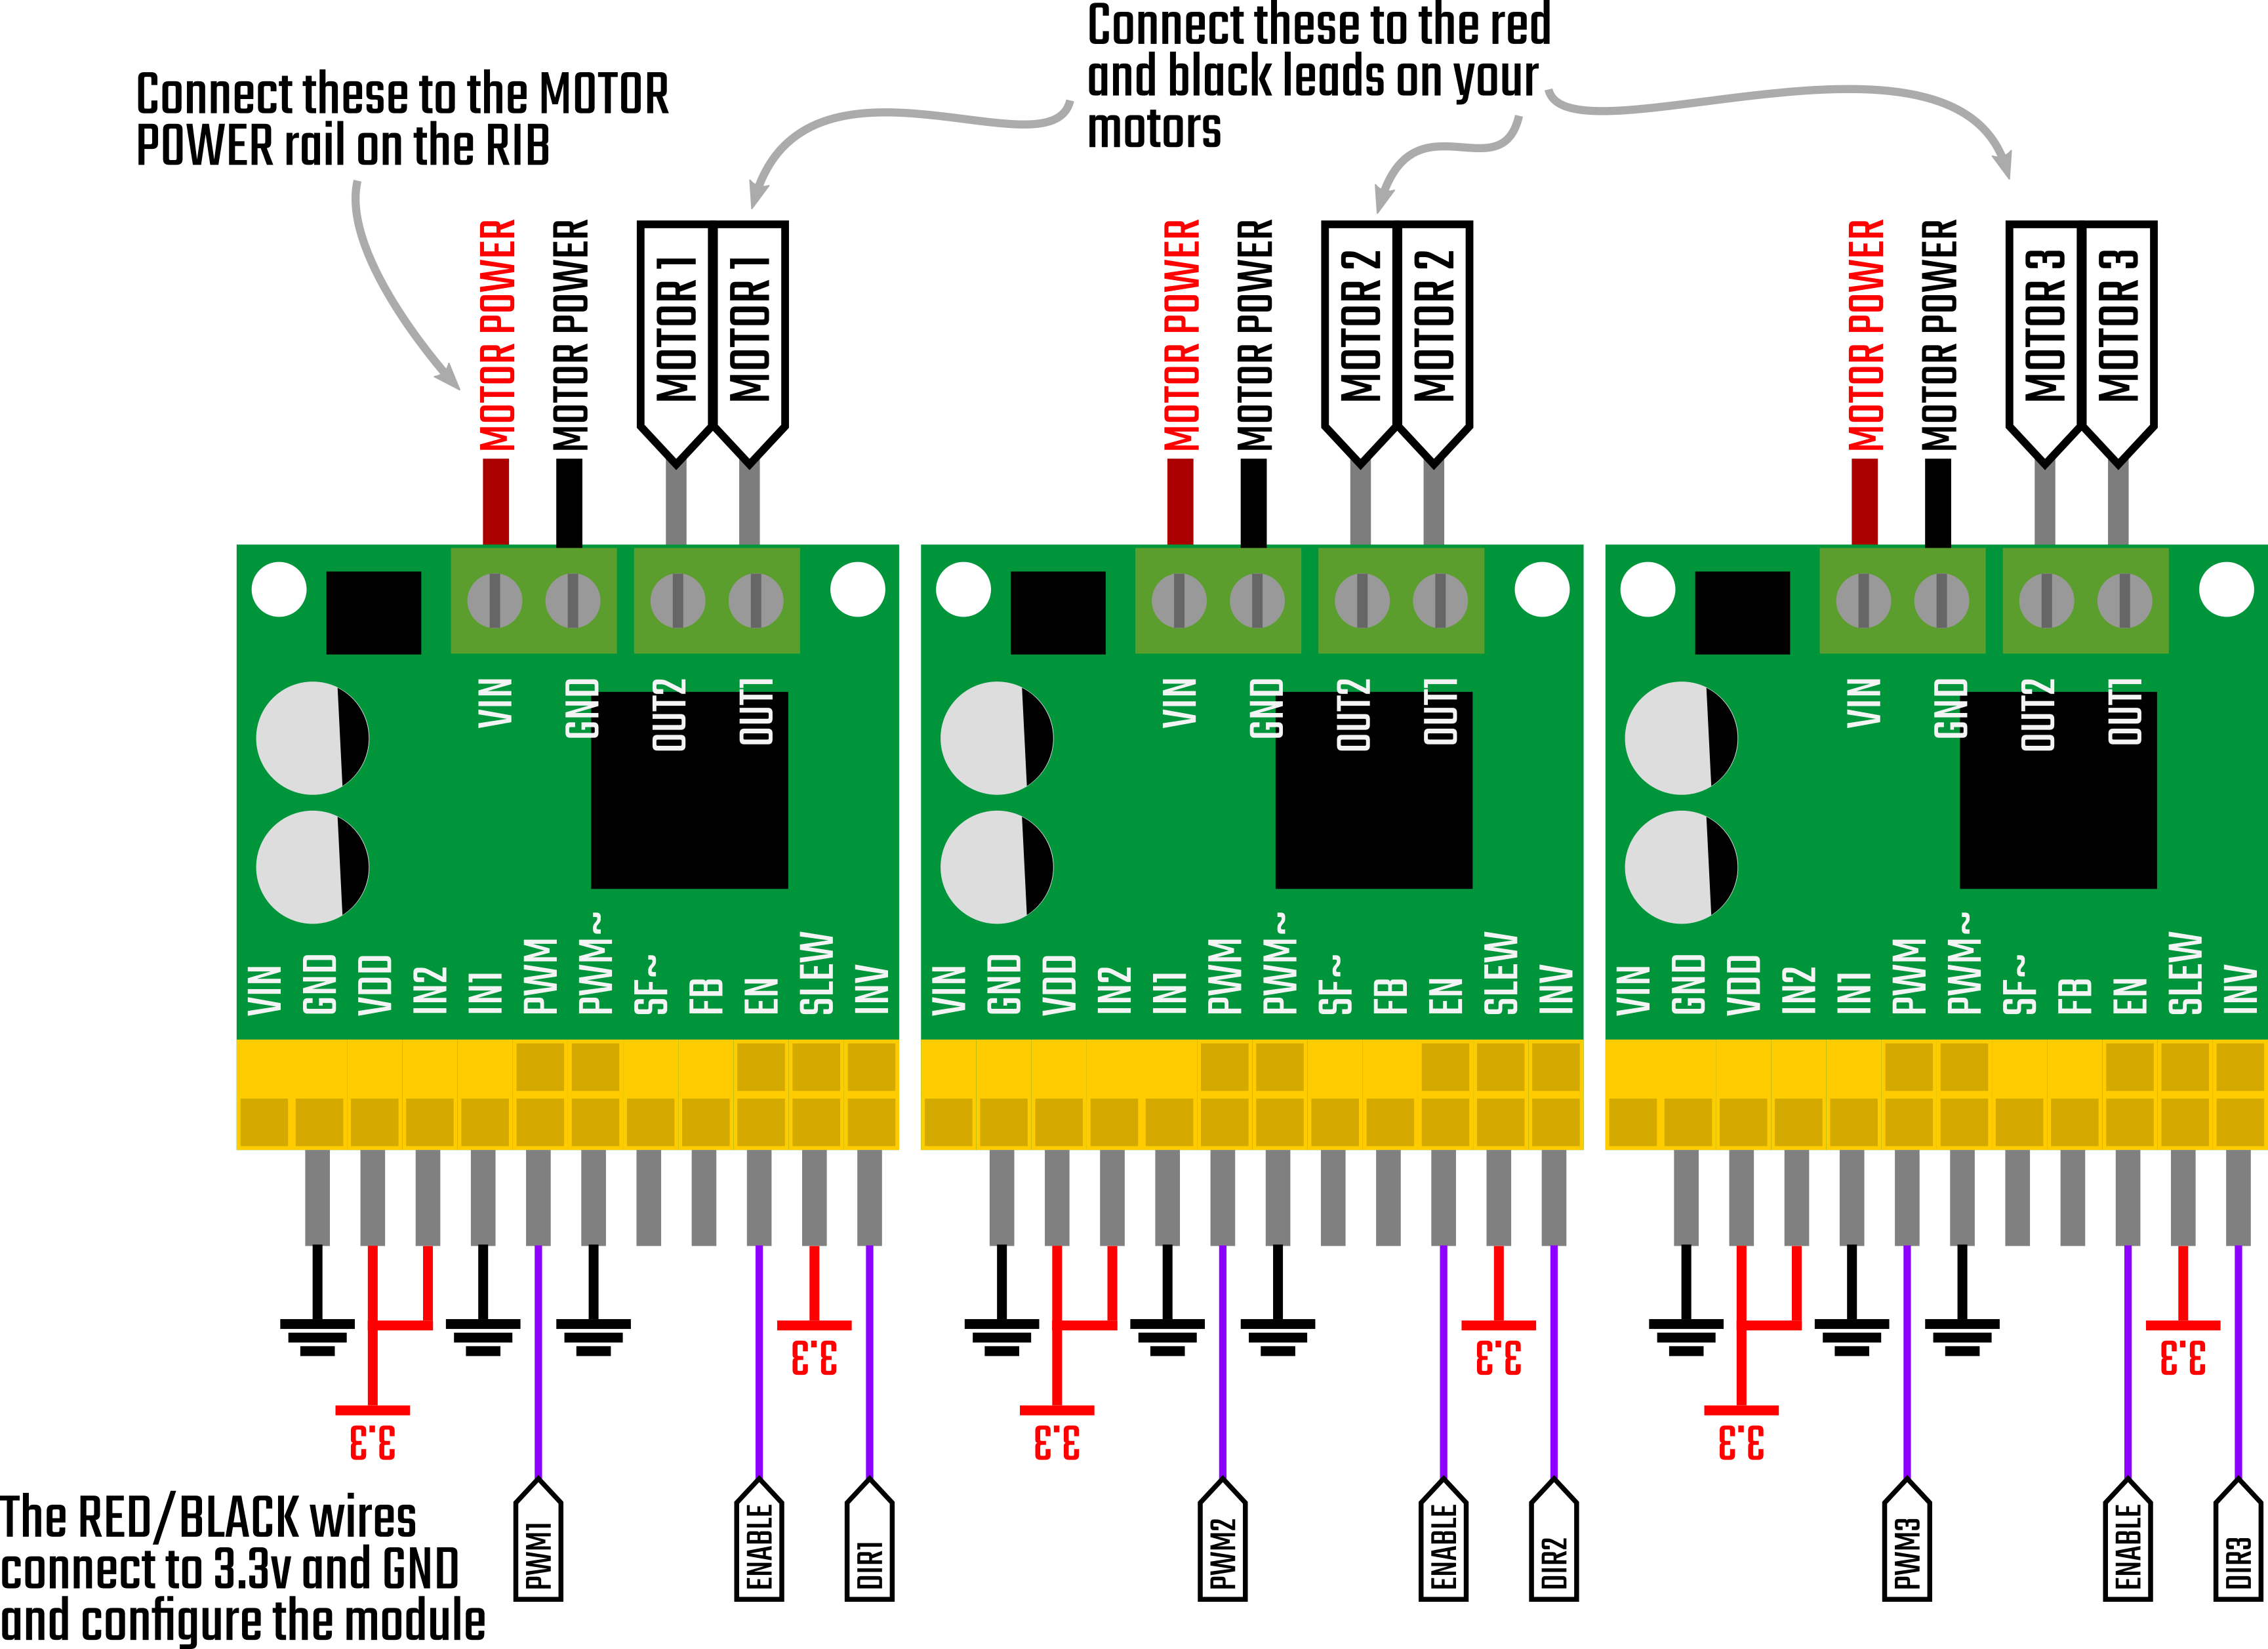 Connect these to the red
and black leads on your
motors
Connect these to the MOTOR
POWER rail on the RIB
MOTOR POWER
MOTOR POWER
MOTOR 1
MOTOR 1
MOTOR POWER
MOTOR POWER
MOTOR 2
MOTOR 2
MOTOR POWER
MOTOR POWER
MOTOR 3
MOTOR 3
VIN
GND
OUT2
OUT1
VIN
GND
OUT2
OUT1
VIN
GND
OUT2
OUT1
VIN
GND
VDD
IN2
IN1
PWM
PWM~
SF~
FB
EN
SLEW
INV
VIN
GND
VDD
IN2
IN1
PWM
PWM~
SF~
FB
EN
SLEW
INV
VIN
GND
VDD
IN2
IN1
PWM
PWM~
SF~
FB
EN
SLEW
INV
3.3
3.3
3.3
3.3
3.3
3.3
PWM1
ENABLE
DIR1
PWM2
ENABLE
DIR2
PWM3
ENABLE
DIR3
The RED/BLACK wires
connect to 3.3v and GND
and configure the module